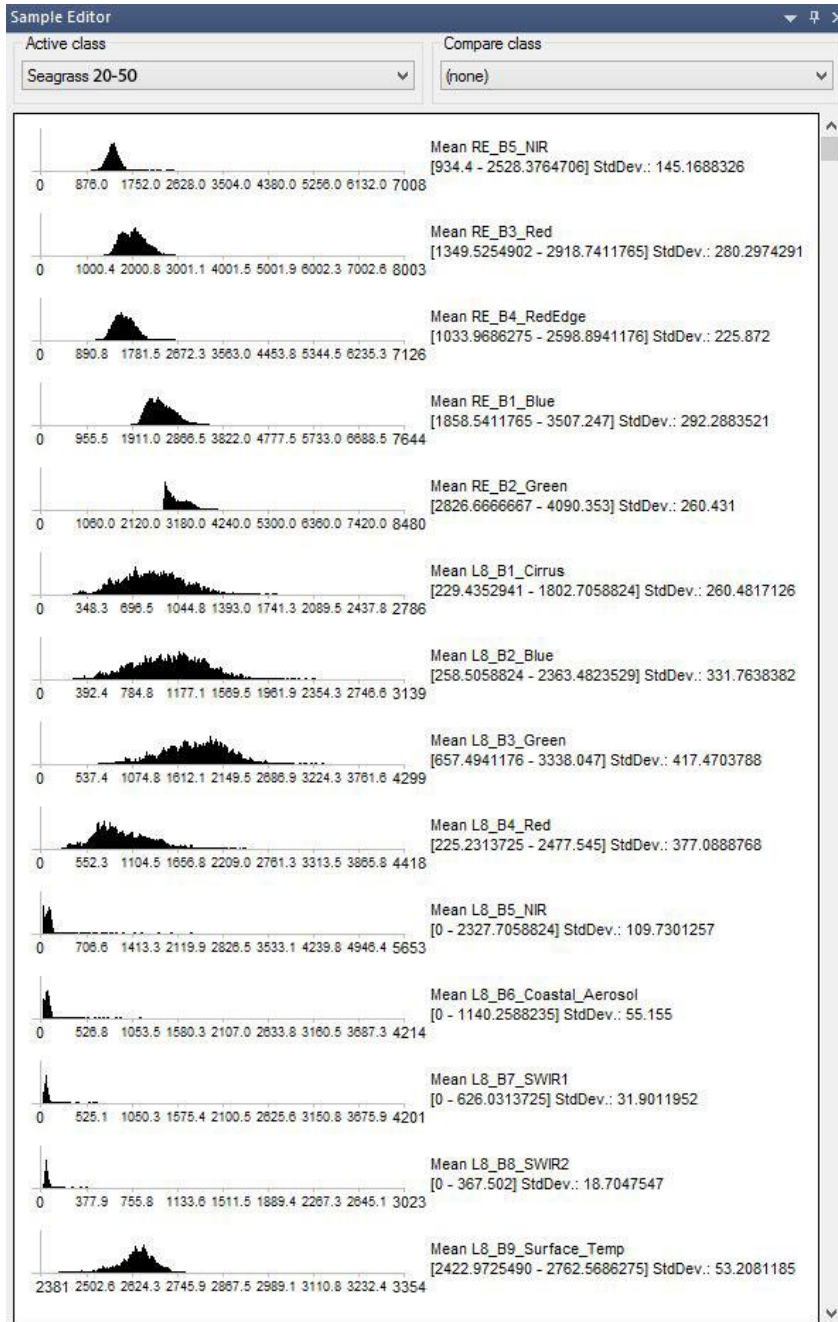 Sample Editor
Active class
Compare class
Seagrass 20-50
(none)
Mean RE_B5_NIR
[934.4 - 2528.3764706] StdDev.: 145.1688326
0 876.0 1752.0 2628.0 3504.0 4380.0 5256.0 6132.0 7008
Mean RE_B3_Red
[1349.5254902 - 2918.7411765] StdDev.: 280.2974291
0 1000.4 2000.8 3001.1 4001.5 5001.9 6002.3 7002.6 8003
Mean RE_B4_RedEdge
[1033.9686275 - 2598.8941176] StdDev.: 225.872
0 890.8 1781.5 2672.3 3563.0 4453.8 5344.5 6235.3 7126
Mean RE_B1_Blue
[1858.5411765 - 3507.247] StdDev.: 292.2883521
0 955.5 1911.0 2866.5 3822.0 4777.5 5733.0 6688.5 7644
Mean RE_B2_Green
[2826.6666667 - 4090.353] StdDev.: 260.431
0 1060.0 2120.0 3180.0 4240.0 5300.0 6360.0 7420.0 8480
Mean L8_B1_Cirrus
[229.4352941 - 1802.7058824] StdDev.: 260.4817126
0 348.3 696.5 1044.8 1393.0 1741.3 2089.5 2437.8 2786
Mean L8_B2_Blue
[258.5058824 - 2363.4823529] StdDev.: 331.7638382
0 392.4 784.8 1177.1 1569.5 1961.9 2354.3 2746.6 3139
Mean L8_B3_Green
[657.4941176 - 3338.047] StdDev.: 417.4703788
0 537.4 1074.8 1612.1 2149.5 2686.9 3224.3 3761.6 4299
Mean L8_B4_Red
[225.2313725 - 2477.545] StdDev.: 377.0888768
0 552.3 1104.5 1656.8 2209.0 2761.3 3313.5 3865.8 4418
Mean L8_B5_NIR
[0 - 2327.7058824] StdDev.: 109.7301257
0 706.6 1413.3 2119.9 2826.5 3533.1 4239.8 4946.4 5653
Mean L8_B6_Coastal_Aerosol
[0 - 1140.2588235] StdDev.: 55.155
0 526.8 1053.5 1580.3 2107.0 2633.8 3160.5 3687.3 4214
Mean L8_B7_SWIR1
[0 - 626.0313725] StdDev.: 31.9011952
0 525.1 1050.3 1575.4 2100.5 2625.6 3150.8 3675.9 4201
Mean L8_B8_SWIR2
[0 - 367.502] StdDev.: 18.7047547
0 377.9 755.8 1133.6 1511.5 1889.4 2267.3 2645.1 3023
Mean L8_B9_Surface_Temp
[2422.9725490 - 2762.5686275] StdDev.: 53.2081185
2381 2502.6 2624.3 2745.9 2867.5 2989.1 3110.8 3232.4 3354